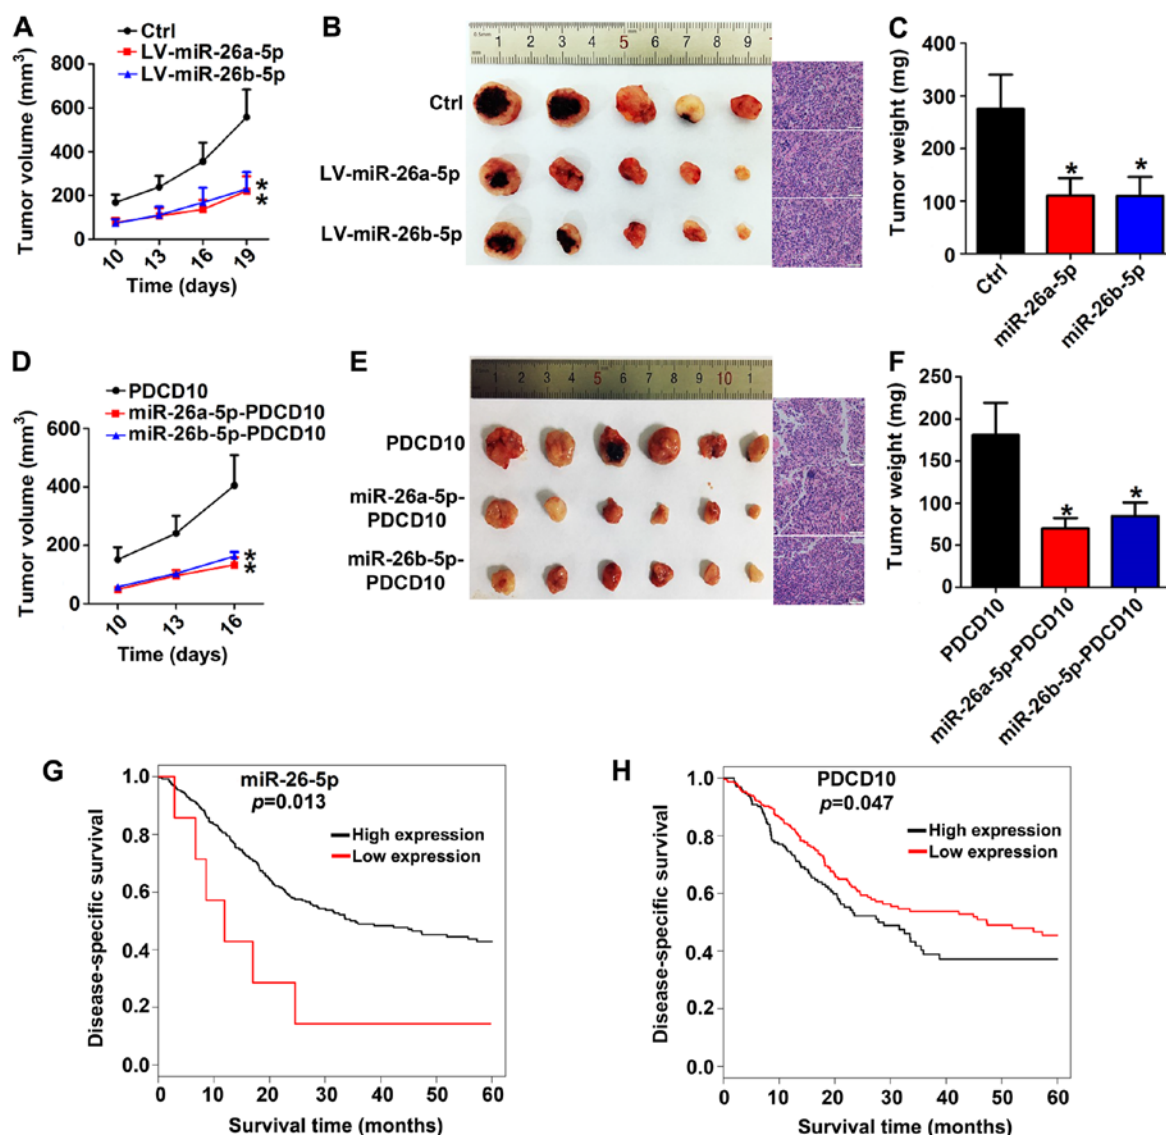 A
Ctrl
LV-miR-26a-5p
LV-miR-26b-5p
Tumor volume (mm3)
800
600
400
200
0
10
13
16
19
*
*
Time (days)
B
1 2 3 4 5 6 7 8 9
Ctrl
LV-miR-26a-5p
LV-miR-26b-5p
C
Tumor weight (mg)
400
300
200
100
0
*
*
Ctrl
miR-26a-5p
miR-26b-5p
D
PDCD10
miR-26a-5p-PDCD10
miR-26b-5p-PDCD10
Tumor volume (mm3)
600
400
200
0
10
13
16
*
*
Time (days)
E
1 2 3 4 5 6 7 8 9 10 1
PDCD10
miR-26a-5p-
PDCD10
miR-26b-5p-
PDCD10
F
Tumor weight (mg)
250
200
150
100
50
0
*
*
PDCD10
miR-26a-5p-PDCD10
miR-26b-5p-PDCD10
G
miR-26-5p
p=0.013
High expression
Low expression
Disease-specific survival
1.0
0.8
0.6
0.4
0.2
0.0
0 10 20 30 40 50 60
Survival time (months)
H
PDCD10
p=0.047
High expression
Low expression
Disease-specific survival
1.0
0.8
0.6
0.4
0.2
0.0
0 10 20 30 40 50 60
Survival time (months)